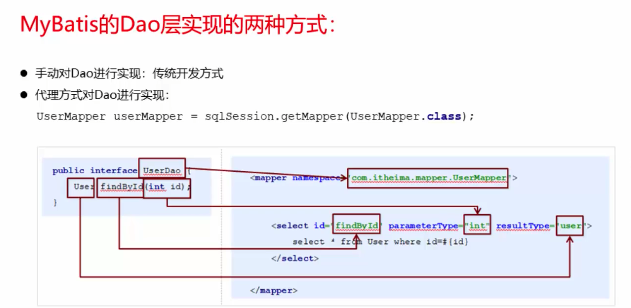 MyBatis的Dao层实现的两种方式：
手动对Dao进行实现：传统开发方式
代理方式对Dao进行实现：
UserMapper userMapper = sqlSession.getMapper(UserMapper.class);
public interface UserDao {
User findById(int id);
}
<mapper namespace="com.itheima.mapper.UserMapper">
<select id="findById" parameterType="int" resultType="user">
select * from User where id=#{id}
</select>
</mapper>